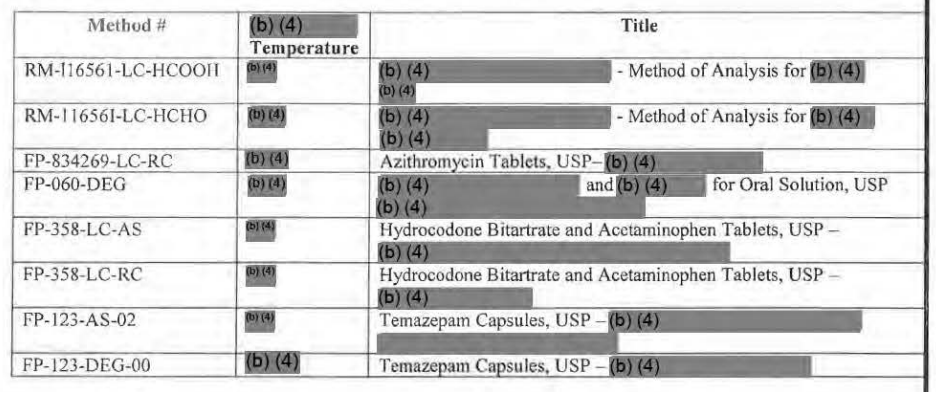 Method # (b) (4) Title
Temperature
RM-I16561-LC-HCOOH (b) (4) (b) (4) - Method of Analysis for (b) (4)
(b) (4)
RM-I1656I-LC-HCHO (b) (4) (b) (4) - Method of Analysis for (b) (4)
(b) (4)
FP-834269-LC-RC (b) (4) Azithromycin Tablets, USP– (b) (4)
FP-060-DEG (b) (4) (b) (4) and (b) (4) for Oral Solution, USP
(b) (4)
FP-358-LC-AS (b) (4) Hydrocodone Bitartrate and Acetaminophen Tablets, USP –
(b) (4)
FP-358-LC-RC (b) (4) Hydrocodone Bitartrate and Acetaminophen Tablets, USP –
(b) (4)
FP-123-AS-02 (b) (4) Temazepam Capsules, USP – (b) (4)
FP-123-DEG-00 (b) (4) Temazepam Capsules, USP – (b) (4)